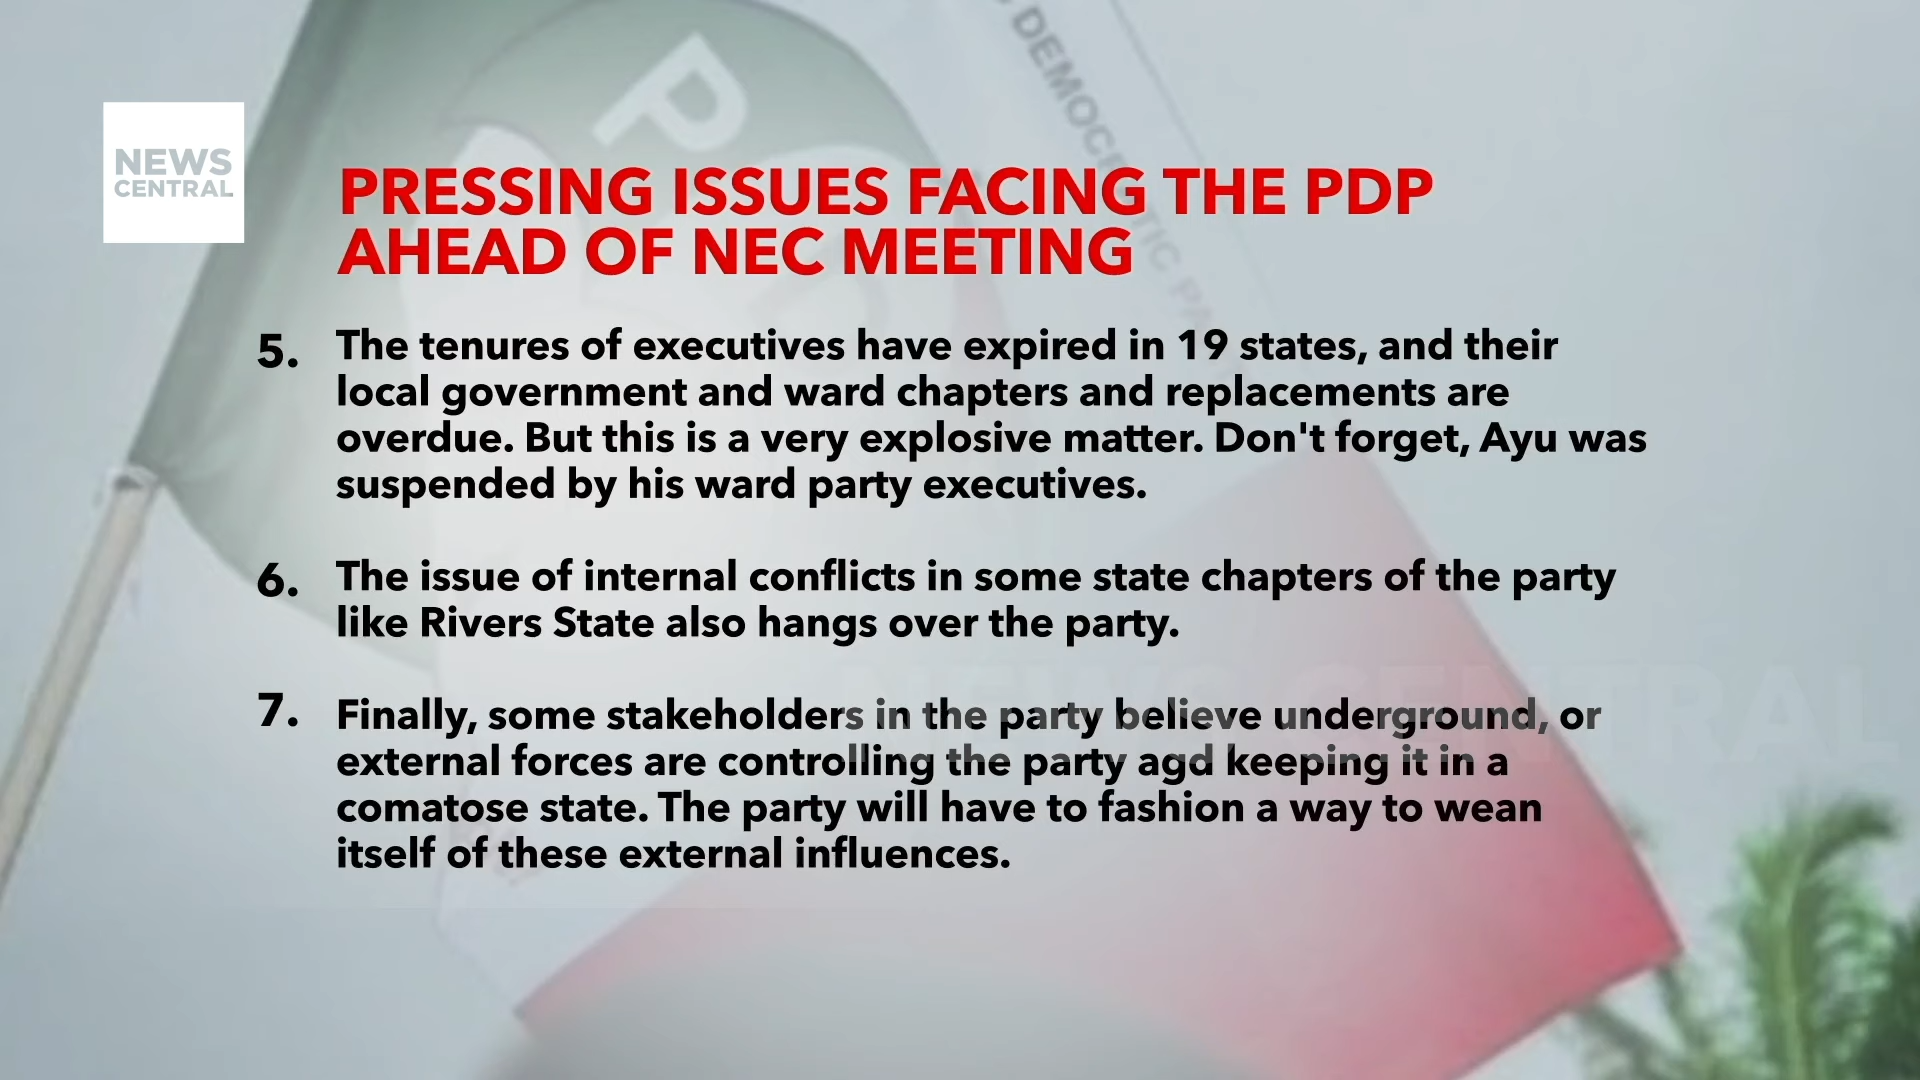 P
DEMOCRATIC PA
NEWS
CENTRAL
PRESSING ISSUES FACING THE PDP
AHEAD OF NEC MEETING
5. The tenures of executives have expired in 19 states, and their
local government and ward chapters and replacements are
overdue. But this is a very explosive matter. Don't forget, Ayu was
suspended by his ward party executives.
6. The issue of internal conflicts in some state chapters of the party
like Rivers State also hangs over the party.
7. Finally, some stakeholders in the party believe underground, or
external forces are controlling the party agd keeping it in a
comatose state. The party will have to fashion a way to wean
itself of these external influences.
NEWS CENTRAL